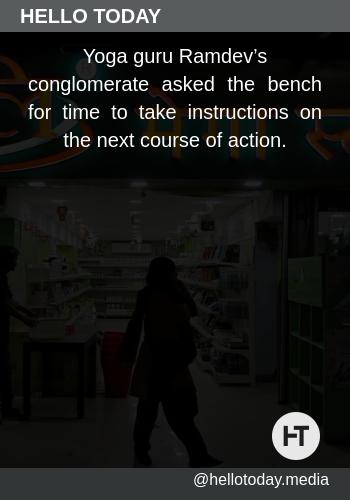 HELLO TODAY
Yoga guru Ramdev's
conglomerate asked the bench
for time to take instructions on
the next course of action.
HT
@hellotoday.media